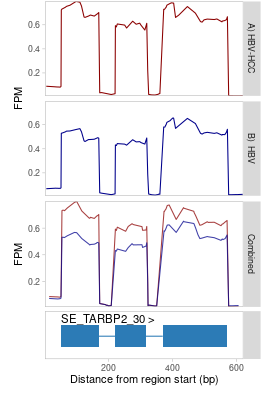 FPM
0.6
0.4
0.2
A) HBV-HCC
0.6
0.4
0.2
B) HBV
FPM
0.6
0.4
0.2
Combined
SE_TARBP2_30 >
0
200
400
600
Distance from region start (bp)